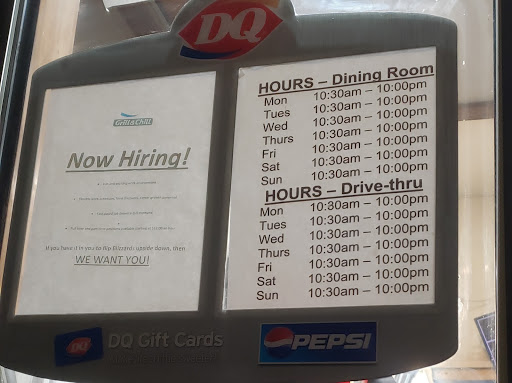 DQ
GRILL&CHILL
Now Hiring!
If you have it in you to flip Blizzards upside down, then
WE WANT YOU!
HOURS – Dining Room
Mon 10:30am – 10:00pm
Tues 10:30am – 10:00pm
Wed 10:30am – 10:00pm
Thurs 10:30am – 10:00pm
Fri 10:30am – 10:00pm
Sat 10:30am – 10:00pm
Sun 10:30am – 10:00pm
HOURS – Drive-thru
Mon 10:30am – 10:00pm
Tues 10:30am – 10:00pm
Wed 10:30am – 10:00pm
Thurs 10:30am – 10:00pm
Fri 10:30am – 10:00pm
Sat 10:30am – 10:00pm
Sun 10:30am – 10:00pm
DQ DQ Gift Cards
PEPSI